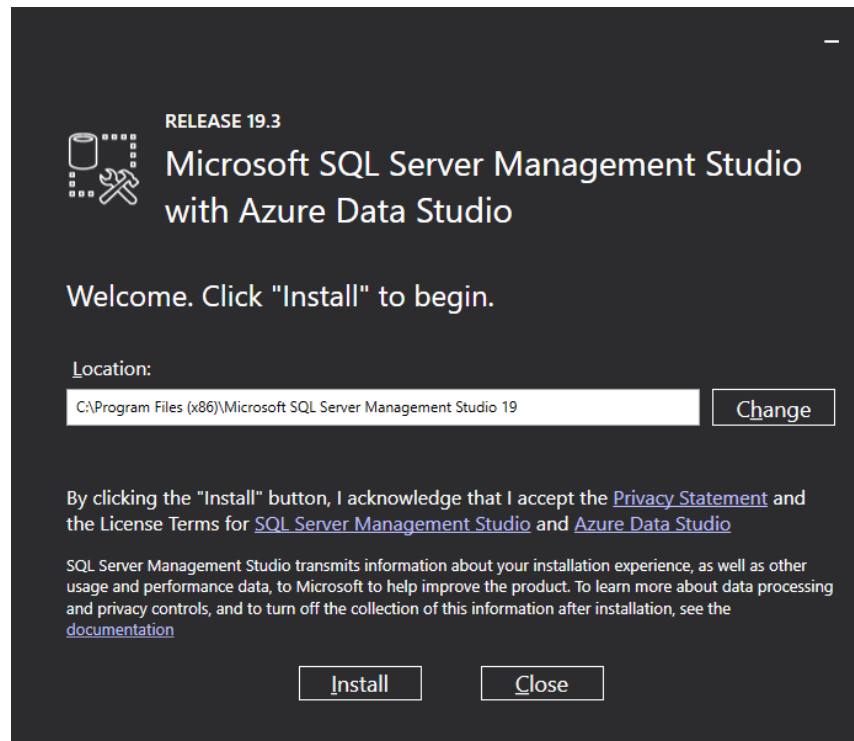 RELEASE 19.3
Microsoft SQL Server Management Studio
with Azure Data Studio
Welcome. Click "Install" to begin.
Location:
C:\Program Files (x86)\Microsoft SQL Server Management Studio 19
Change
By clicking the "Install" button, I acknowledge that I accept the Privacy Statement and
the License Terms for SQL Server Management Studio and Azure Data Studio
SQL Server Management Studio transmits information about your installation experience, as well as other
usage and performance data, to Microsoft to help improve the product. To learn more about data processing
and privacy controls, and to turn off the collection of this information after installation, see the
documentation
Install
Close